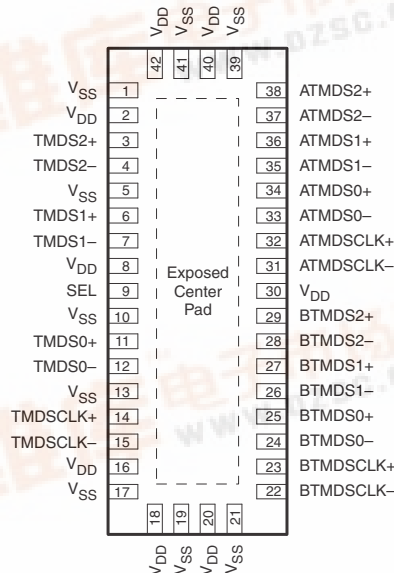 VDD VSS VDD VSS
42 41 40 39
VSS 1 38 ATMDS2+
VDD 2 37 ATMDS2–
TMDS2+ 3 36 ATMDS1+
TMDS2– 4 35 ATMDS1–
VSS 5 34 ATMDS0+
TMDS1+ 6 33 ATMDS0–
TMDS1– 7 32 ATMDSCLK+
VDD 8 31 ATMDSCLK–
SEL 9 30 VDD
VSS 10 29 BTMDS2+
TMDS0+ 11 28 BTMDS2–
TMDS0– 12 27 BTMDS1+
VSS 13 26 BTMDS1–
TMDSCLK+ 14 25 BTMDS0+
TMDSCLK– 15 24 BTMDS0–
VDD 16 23 BTMDSCLK+
VSS 17 22 BTMDSCLK–
Exposed
Center
Pad
18 19 20 21
VDD VSS VDD VSS